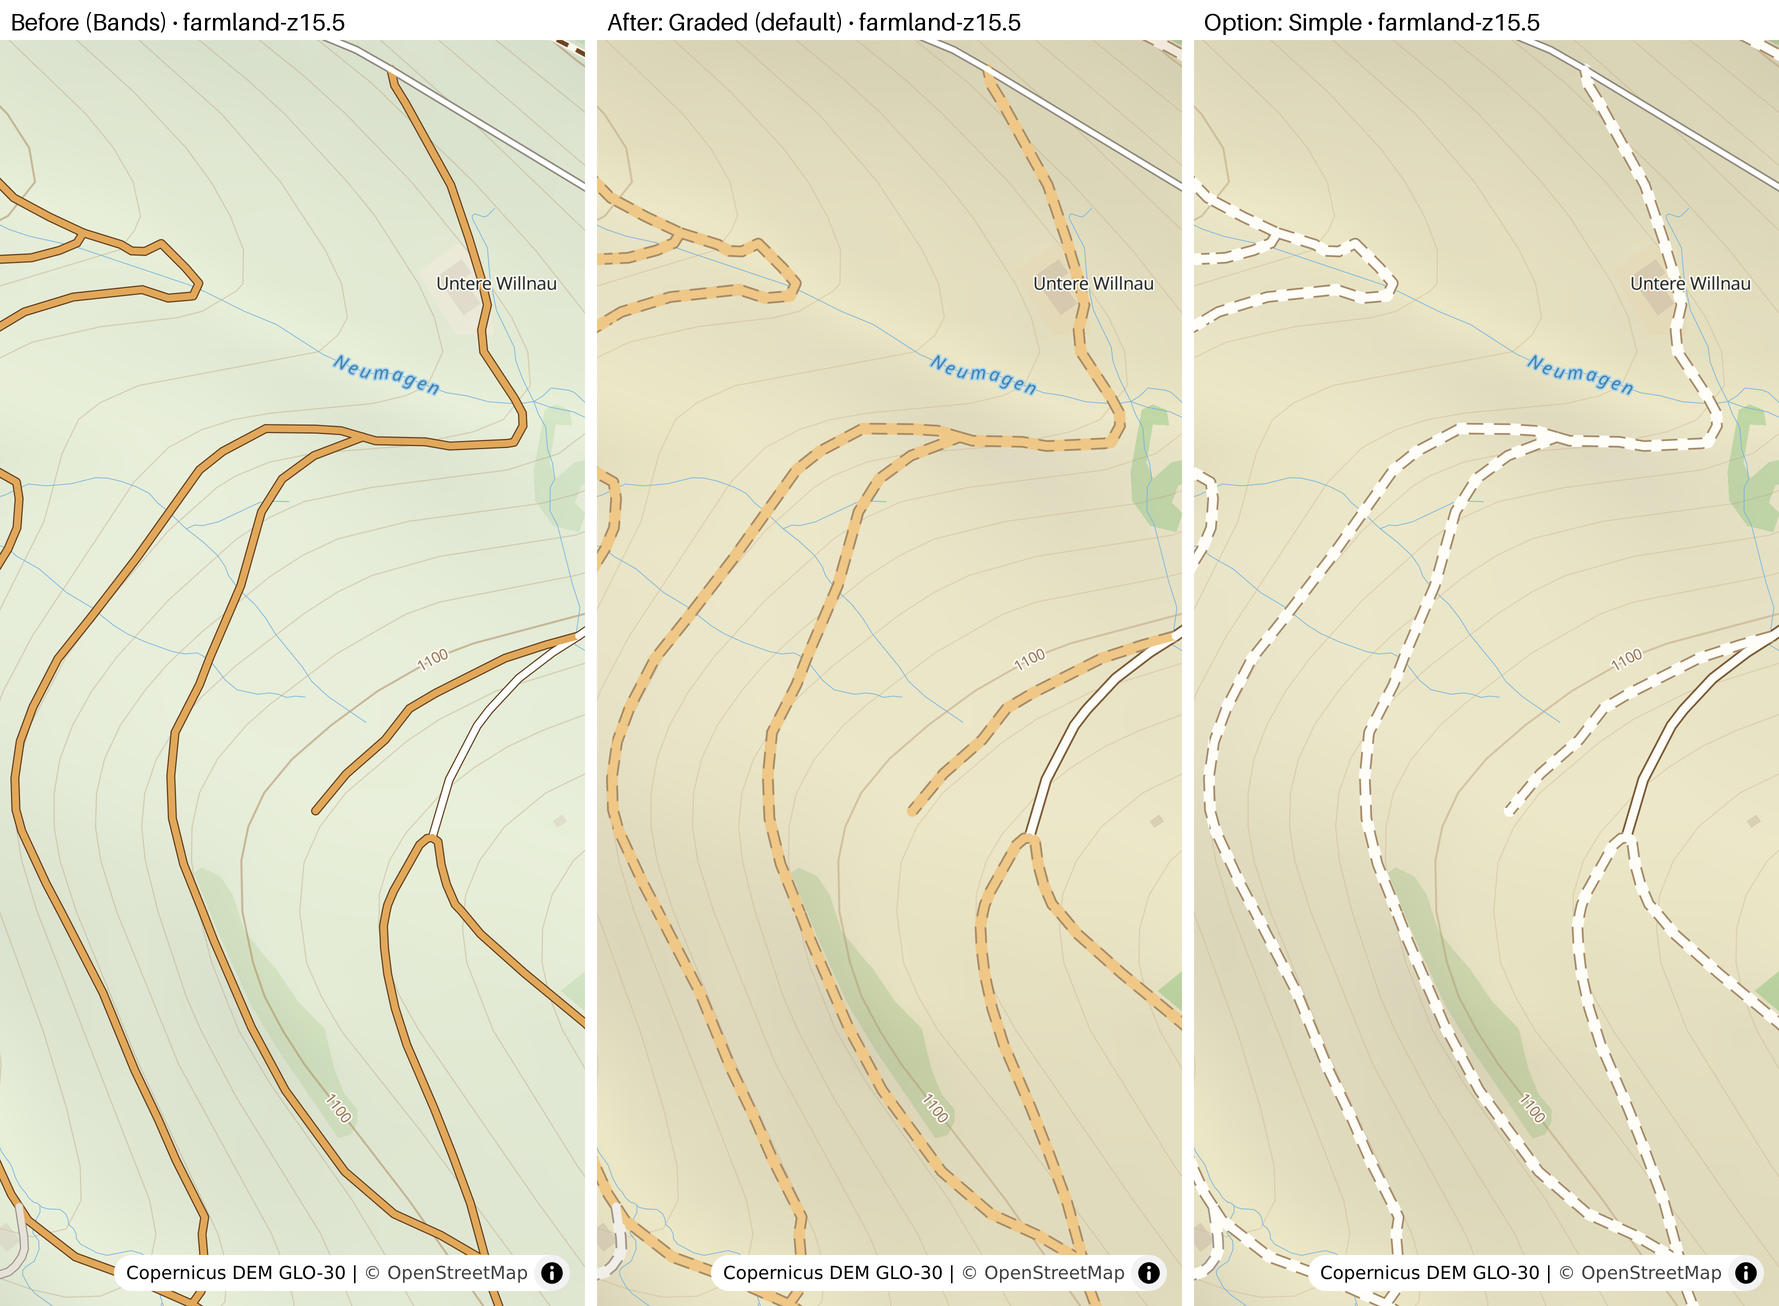 Before (Bands) · farmland-z15.5
Untere Willnau
Neumagen
1100
1100
Copernicus DEM GLO-30 | © OpenStreetMap
After: Graded (default) · farmland-z15.5
Untere Willnau
Neumagen
1100
1100
Copernicus DEM GLO-30 | © OpenStreetMap
Option: Simple · farmland-z15.5
Untere Willnau
Neumagen
1100
1100
Copernicus DEM GLO-30 | © OpenStreetMap